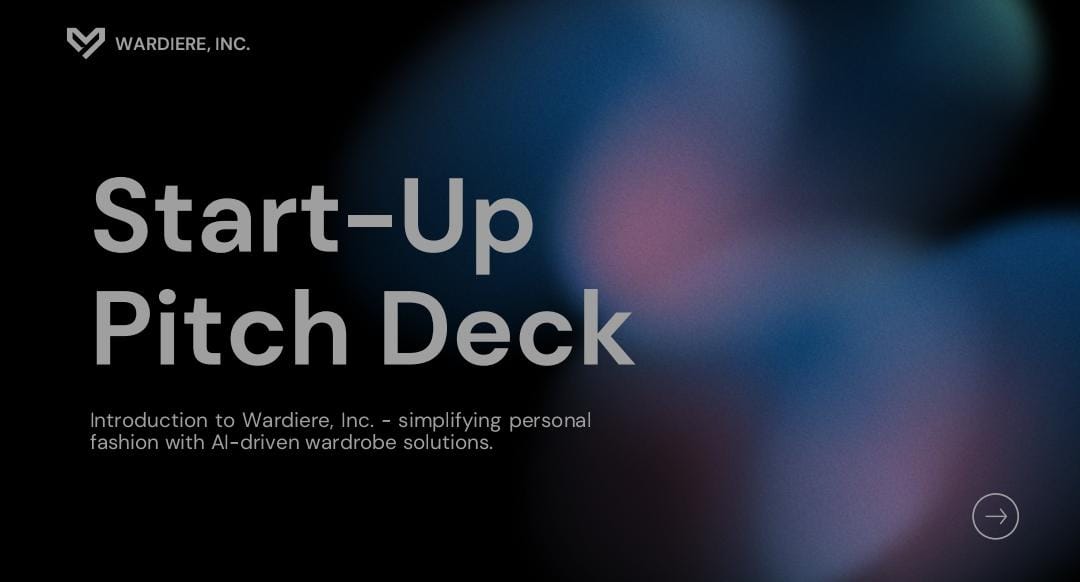 WARDIERE, INC.
Start-Up
Pitch Deck
Introduction to Wardiere, Inc. - simplifying personal
fashion with AI-driven wardrobe solutions.